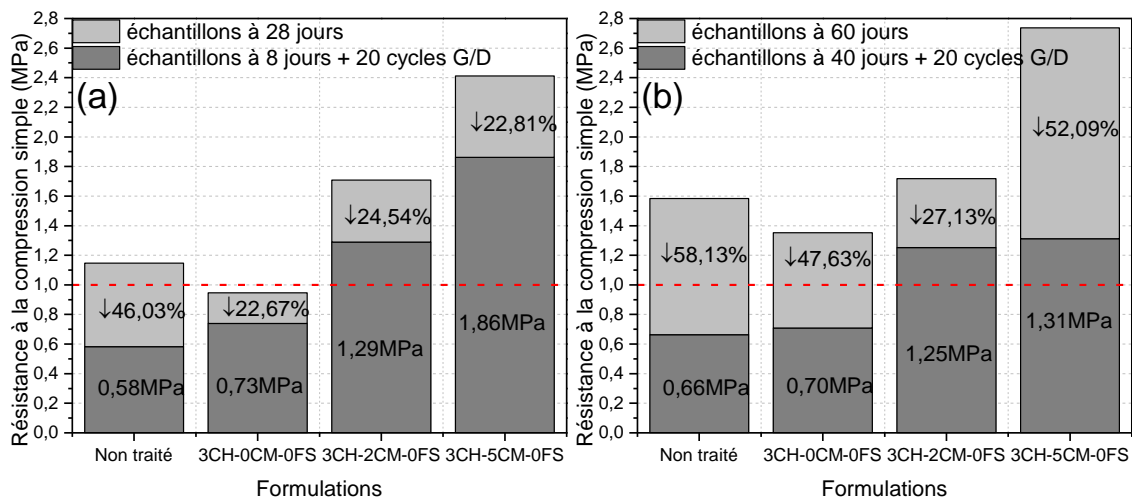 Résistance à la compression simple (MPa)
2,8
2,6
2,4
2,2
2,0
1,8
1,6
1,4
1,2
1,0
0,8
0,6
0,4
0,2
0,0
échantillons à 28 jours
échantillons à 8 jours + 20 cycles G/D
(a)
↓46,03%
↓22,67%
↓24,54%
↓22,81%
0,58MPa
0,73MPa
1,29MPa
1,86MPa
Non traité 3CH-0CM-0FS 3CH-2CM-0FS 3CH-5CM-0FS
Formulations
Résistance à la compression simple (MPa)
2,8
2,6
2,4
2,2
2,0
1,8
1,6
1,4
1,2
1,0
0,8
0,6
0,4
0,2
0,0
échantillons à 60 jours
échantillons à 40 jours + 20 cycles G/D
(b)
↓58,13%
↓47,63%
↓27,13%
↓52,09%
0,66MPa
0,70MPa
1,25MPa
1,31MPa
Non traité 3CH-0CM-0FS 3CH-2CM-0FS 3CH-5CM-0FS
Formulations